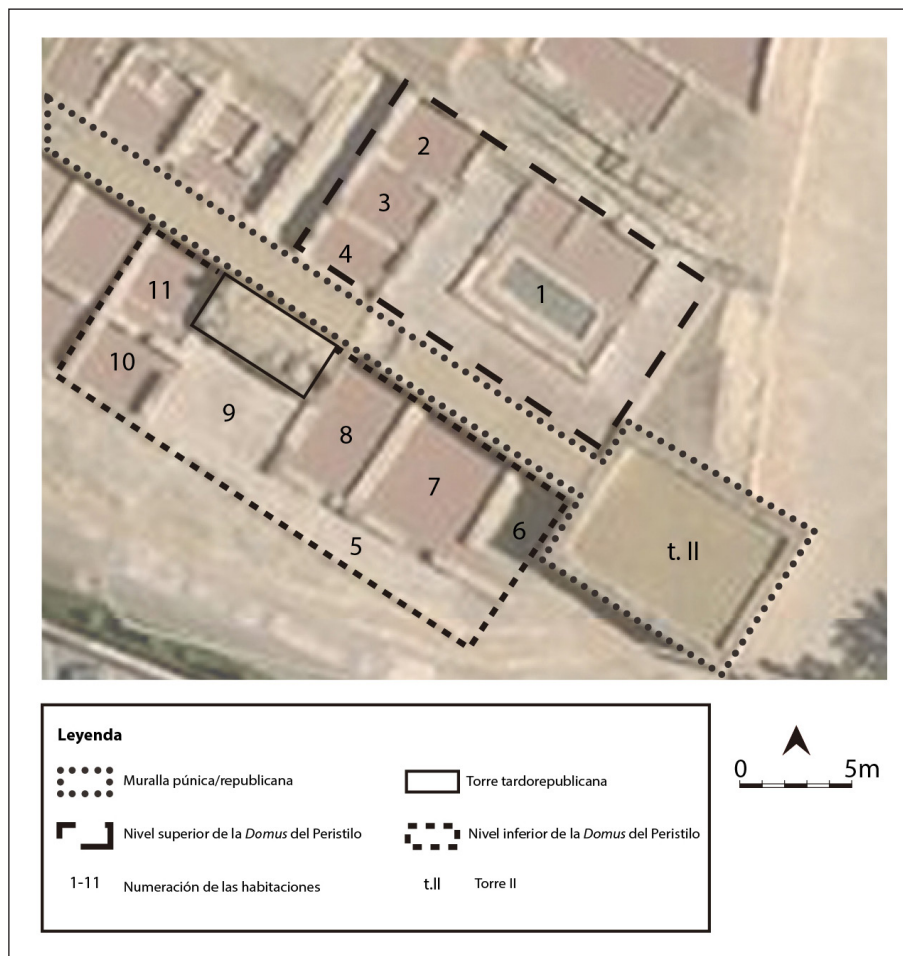 2
3
4
1
11
10
9
8
7
6
5
t. II
Leyenda
Muralla púnica/republicana
Torre tardorepublicana
Nivel superior de la Domus del Peristilo
Nivel inferior de la Domus del Peristilo
1-11 Numeración de las habitaciones
t.II Torre II
0 5m